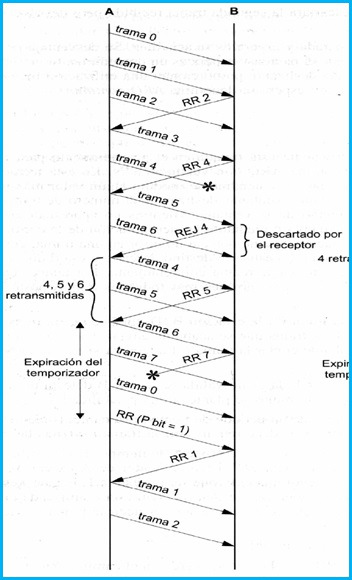 A B
trama 0
trama 1
trama 2
RR 2
trama 3
trama 4
RR 4
*
trama 5
trama 6
REJ 4
Descartado por
el receptor
4 retra
4, 5 y 6
retransmitidas
trama 4
trama 5
RR 5
trama 6
Expiración del
temporizador
trama 7
RR 7
*
trama 0
RR (P bit = 1)
RR 1
trama 1
trama 2
Expir
temp